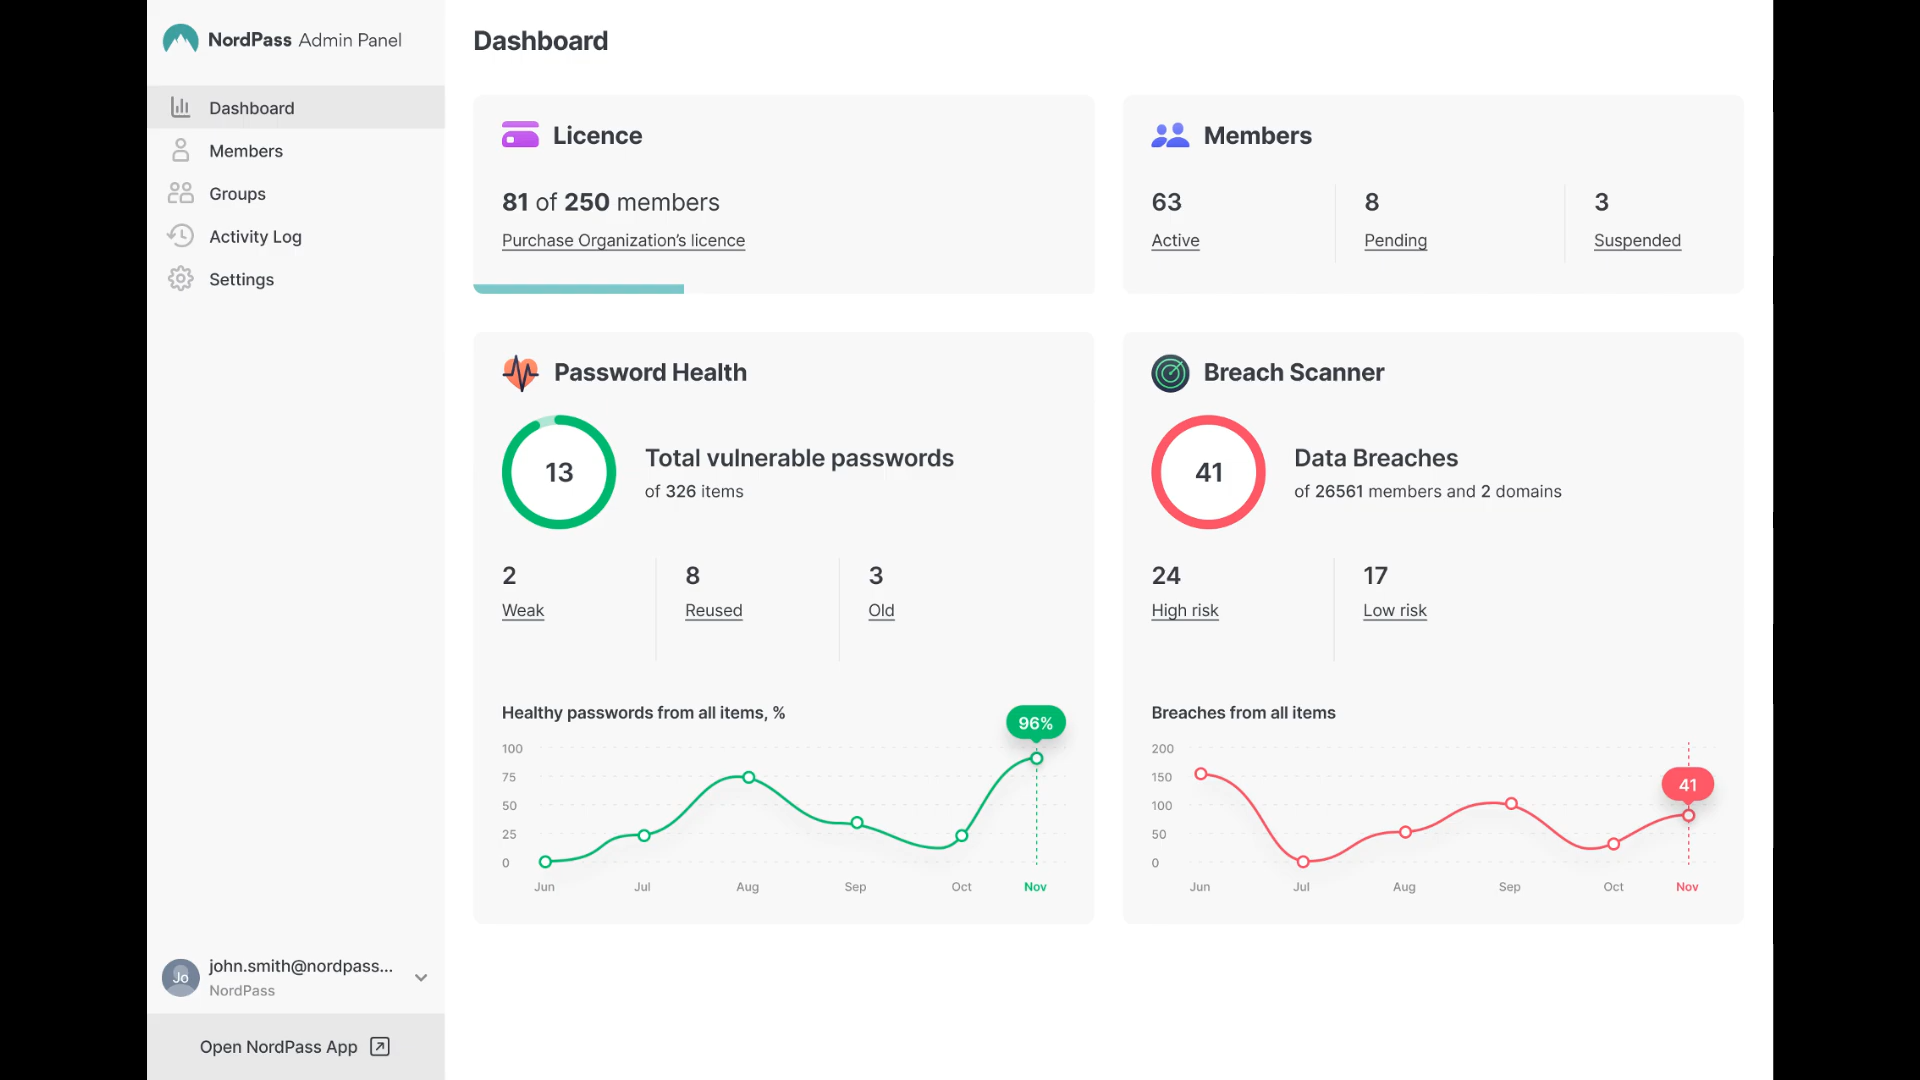 NordPass Admin Panel
Dashboard
Members
Groups
Activity Log
Settings
john.smith@nordpass...
Jo
NordPass
Open NordPass App
Dashboard
Licence
81 of 250 members
Purchase Organization's licence
Members
63
Active
8
Pending
3
Suspended
Password Health
13
Total vulnerable passwords
of 326 items
2
Weak
8
Reused
3
Old
Healthy passwords from all items, %
96%
100
75
50
25
0
Jun Jul Aug Sep Oct Nov
Breach Scanner
41
Data Breaches
of 26561 members and 2 domains
24
High risk
17
Low risk
Breaches from all items
200
150
41
100
50
0
Jun Jul Aug Sep Oct Nov